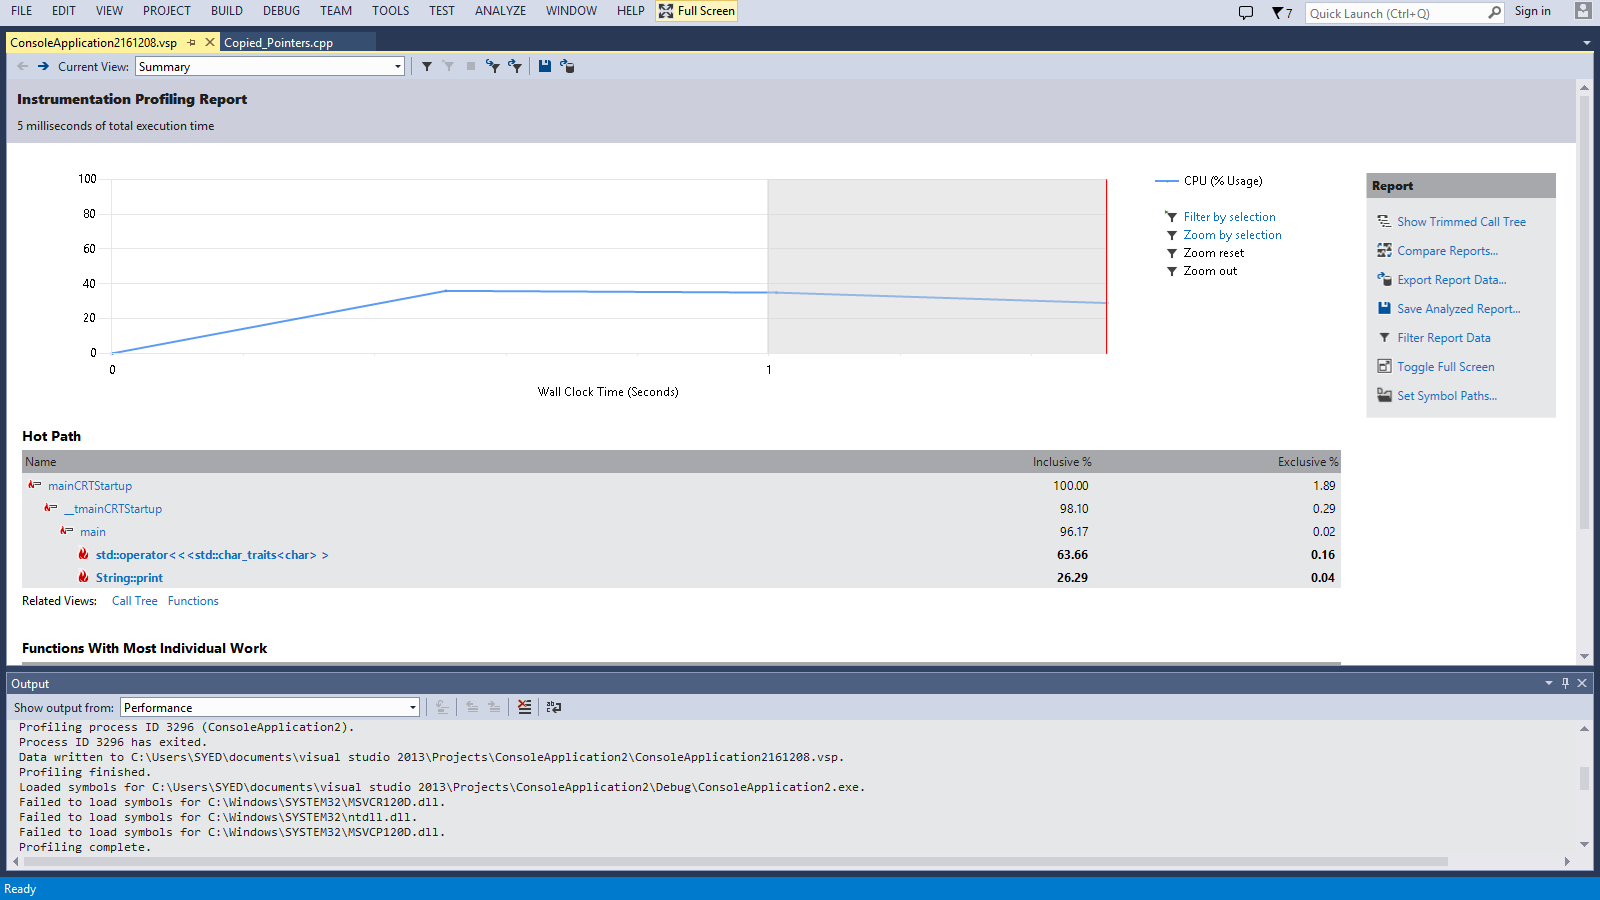 FILE EDIT VIEW PROJECT BUILD DEBUG TEAM TOOLS TEST ANALYZE WINDOW HELP Full Screen 7 Quick Launch (Ctrl+Q) Sign in
ConsoleApplication2161208.vsp Copied_Pointers.cpp
Current View: Summary
Instrumentation Profiling Report
5 milliseconds of total execution time
100
80
60
40
20
0
0 1
Wall Clock Time (Seconds)
CPU (% Usage)
Filter by selection
Zoom by selection
Zoom reset
Zoom out
Report
Show Trimmed Call Tree
Compare Reports...
Export Report Data...
Save Analyzed Report...
Filter Report Data
Toggle Full Screen
Set Symbol Paths...
Hot Path
Name Inclusive % Exclusive %
mainCRTStartup 100.00 1.89
__tmainCRTStartup 98.10 0.29
main 96.17 0.02
std::operator<<<std::char_traits<char> > 63.66 0.16
String::print 26.29 0.04
Related Views: Call Tree Functions
Functions With Most Individual Work
Output
Show output from: Performance
Profiling process ID 3296 (ConsoleApplication2).
Process ID 3296 has exited.
Data written to C:\Users\SYED\documents\visual studio 2013\Projects\ConsoleApplication2\ConsoleApplication2161208.vsp.
Profiling finished.
Loaded symbols for C:\Users\SYED\documents\visual studio 2013\Projects\ConsoleApplication2\Debug\ConsoleApplication2.exe.
Failed to load symbols for C:\Windows\SYSTEM32\MSVCR120D.dll.
Failed to load symbols for C:\Windows\SYSTEM32\ntdll.dll.
Failed to load symbols for C:\Windows\SYSTEM32\MSVCP120D.dll.
Profiling complete.
Ready